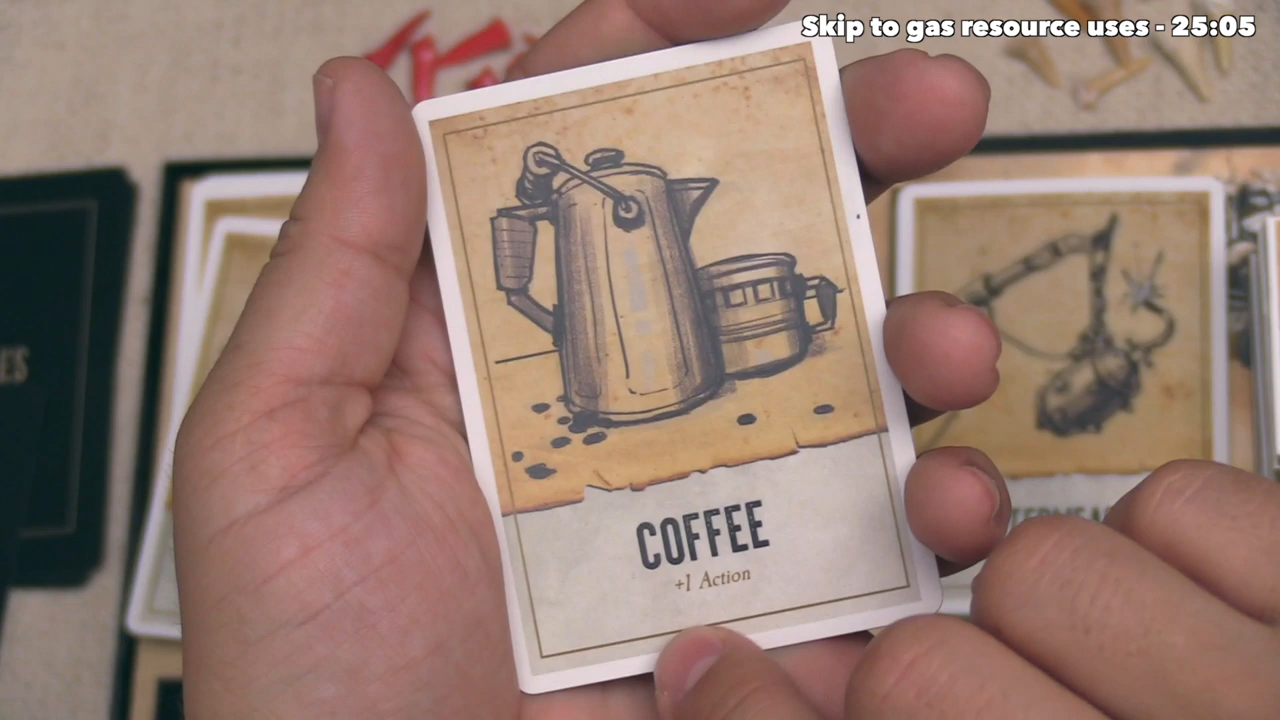 Skip to gas resource uses - 25:05
COFFEE
+1 Action